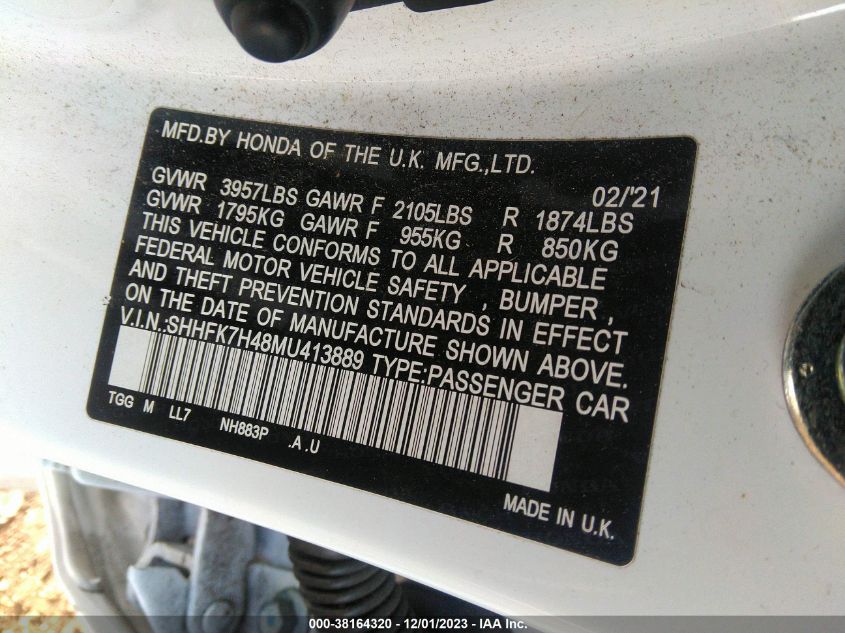 MFD.BY HONDA OF THE U.K. MFG.,LTD.
02/'21
GVWR 3957LBS GAWR F 2105LBS R 1874LBS
GVWR 1795KG GAWR F 955KG R 850KG
THIS VEHICLE CONFORMS TO ALL APPLICABLE
FEDERAL MOTOR VEHICLE SAFETY , BUMPER ,
AND THEFT PREVENTION STANDARDS IN EFFECT
ON THE DATE OF MANUFACTURE SHOWN ABOVE.
V.I.N.:SHHFK7H48MU413889 TYPE:PASSENGER CAR
TGG M LL7 NH883P .A .U
MADE IN U.K.
000-38164320 - 12/01/2023 - IAA Inc.